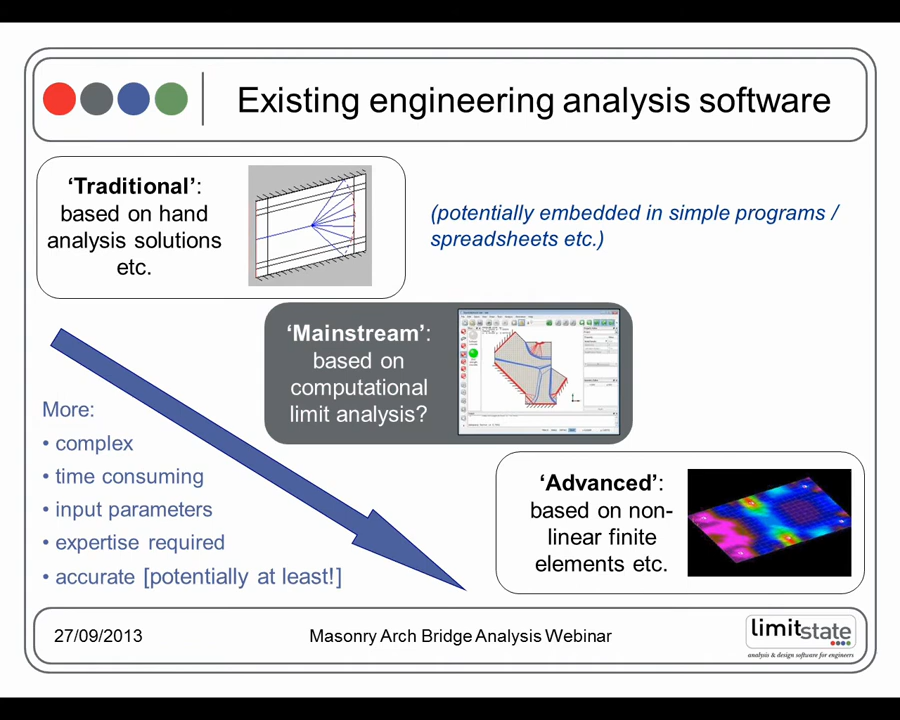 Existing engineering analysis software
‘Traditional’:
based on hand
analysis solutions
etc.
(potentially embedded in simple programs /
spreadsheets etc.)
‘Mainstream’:
based on
computational
limit analysis?
More:
• complex
• time consuming
• input parameters
• expertise required
• accurate [potentially at least!]
‘Advanced’:
based on non-
linear finite
elements etc.
27/09/2013
Masonry Arch Bridge Analysis Webinar
limitstate
analysis & design software for engineers